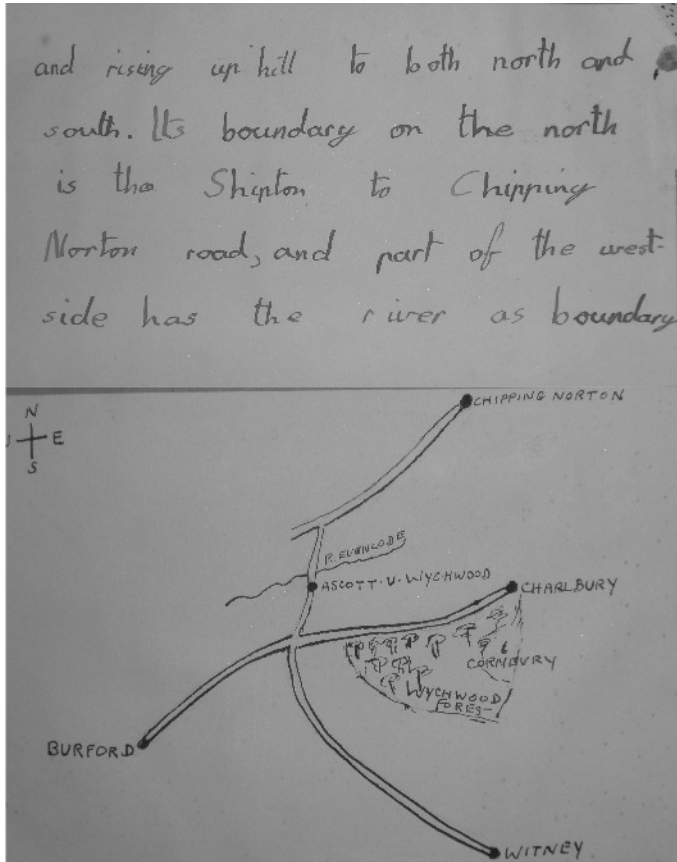 and rising up hill to both north and
south. Its boundary on the north
is the Shipton to Chipping
Norton road, and part of the west-
side has the river as boundary
CHIPPING NORTON
N
E
S
R. EVENLODE
ASCOTT-U-WYCHWOOD
CHARLBURY
CORNBURY
WYCHWOOD
FOREST
BURFORD
WITNEY